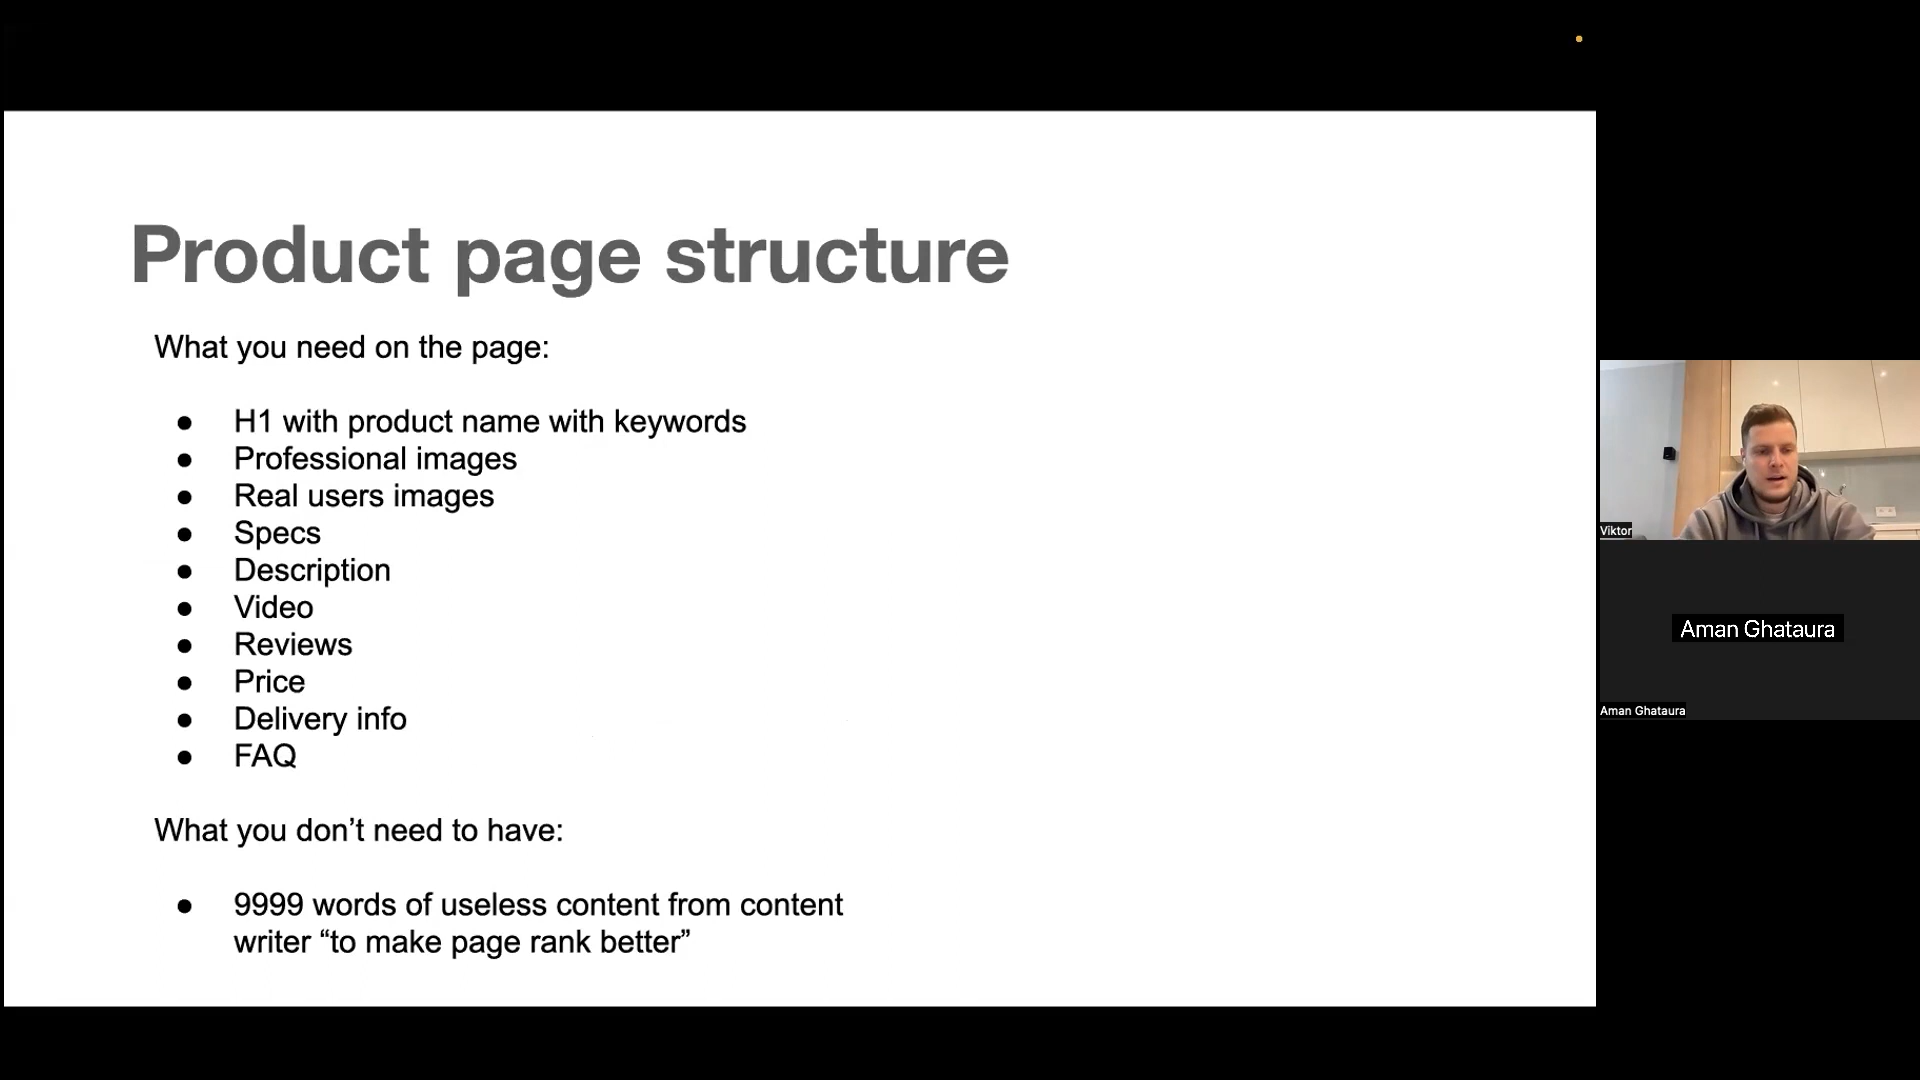 Product page structure
What you need on the page:
● H1 with product name with keywords
● Professional images
● Real users images
● Specs
● Description
● Video
● Reviews
● Price
● Delivery info
● FAQ
What you don’t need to have:
● 9999 words of useless content from content
writer “to make page rank better”
Viktor
Aman Ghataura
Aman Ghataura